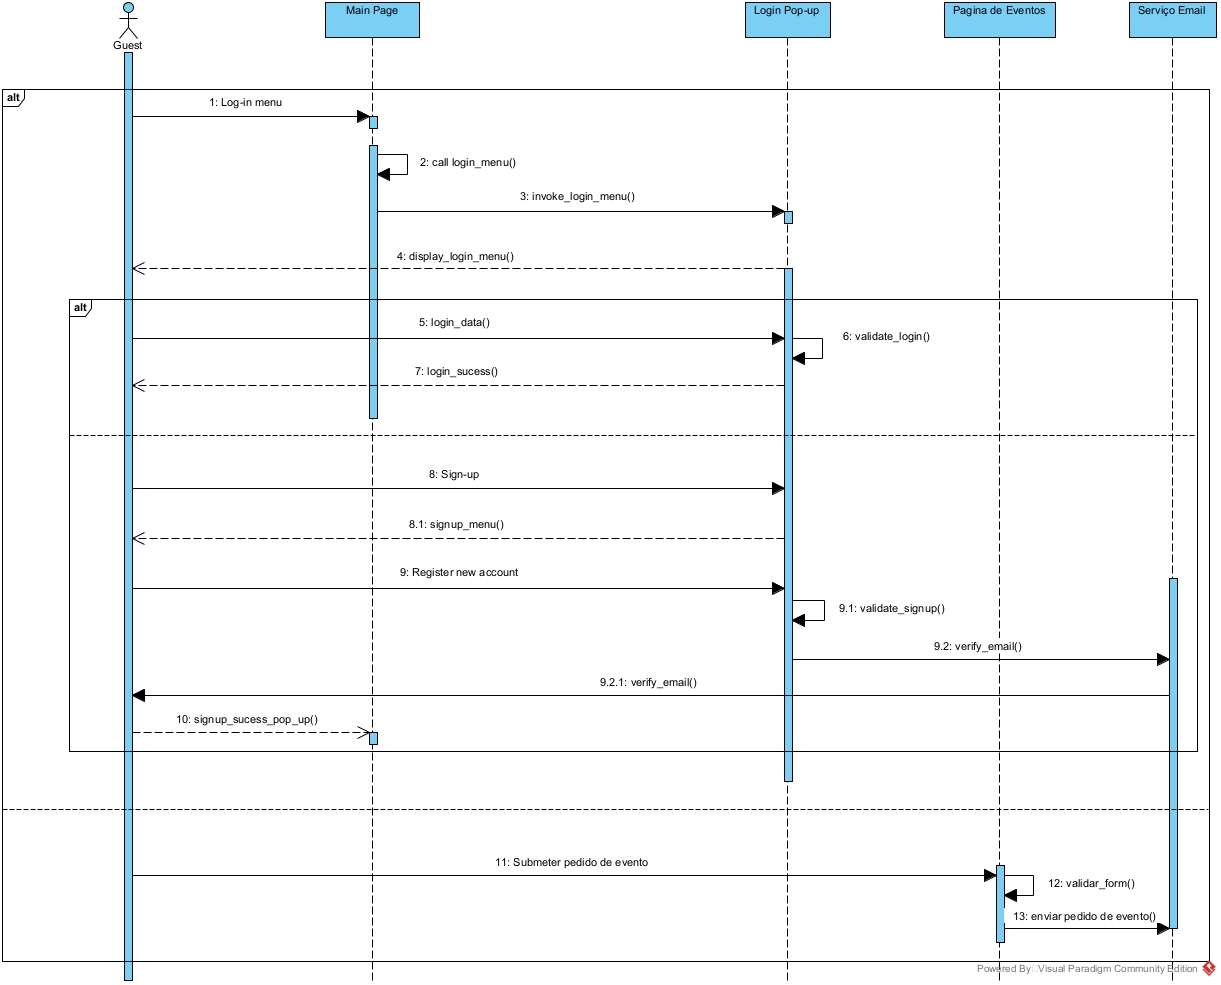 Guest
Main Page
Login Pop-up
Pagina de Eventos
Serviço Email
alt
1: Log-in menu
2: call login_menu()
3: invoke_login_menu()
4: display_login_menu()
alt
5: login_data()
6: validate_login()
7: login_sucess()
8: Sign-up
8.1: signup_menu()
9: Register new account
9.1: validate_signup()
9.2: verify_email()
9.2.1: verify_email()
10: signup_sucess_pop_up()
11: Submeter pedido de evento
12: validar_form()
13: enviar pedido de evento()
Powered By Visual Paradigm Community Edition